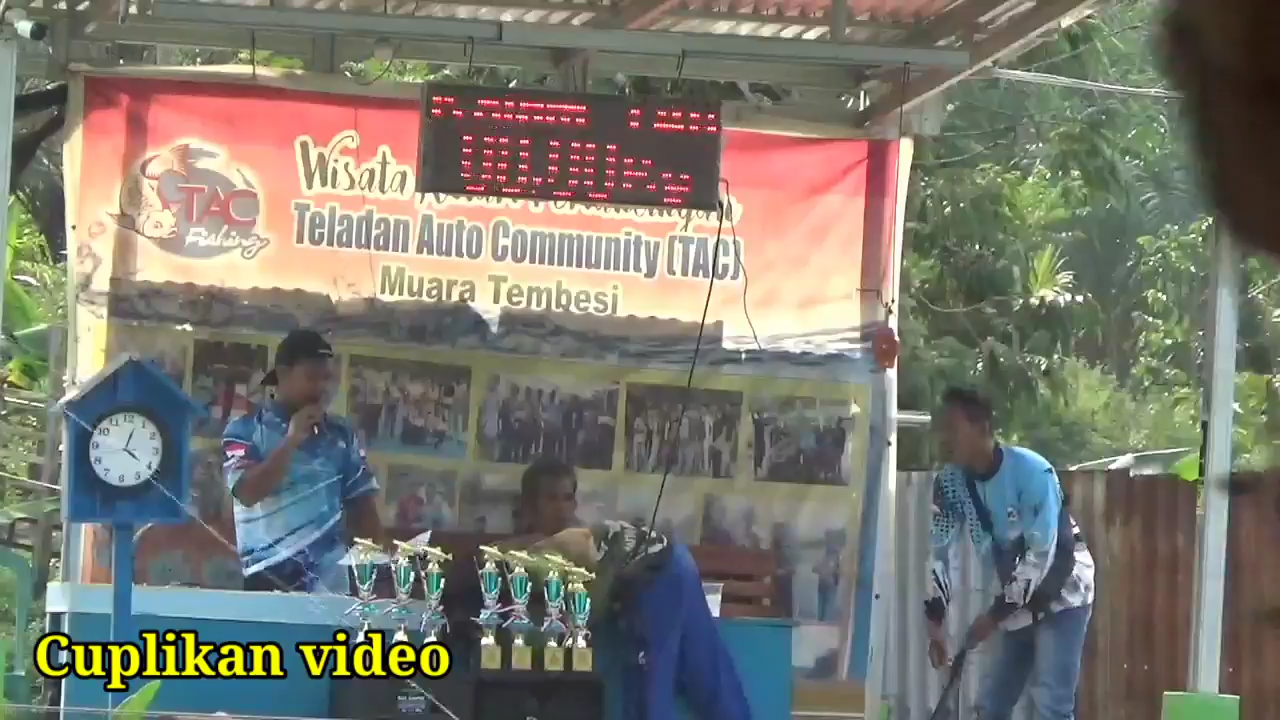 Wisata
Teladan Auto Community (TAC)
Muara Tembesi
TAC
Fishing
Cuplikan video